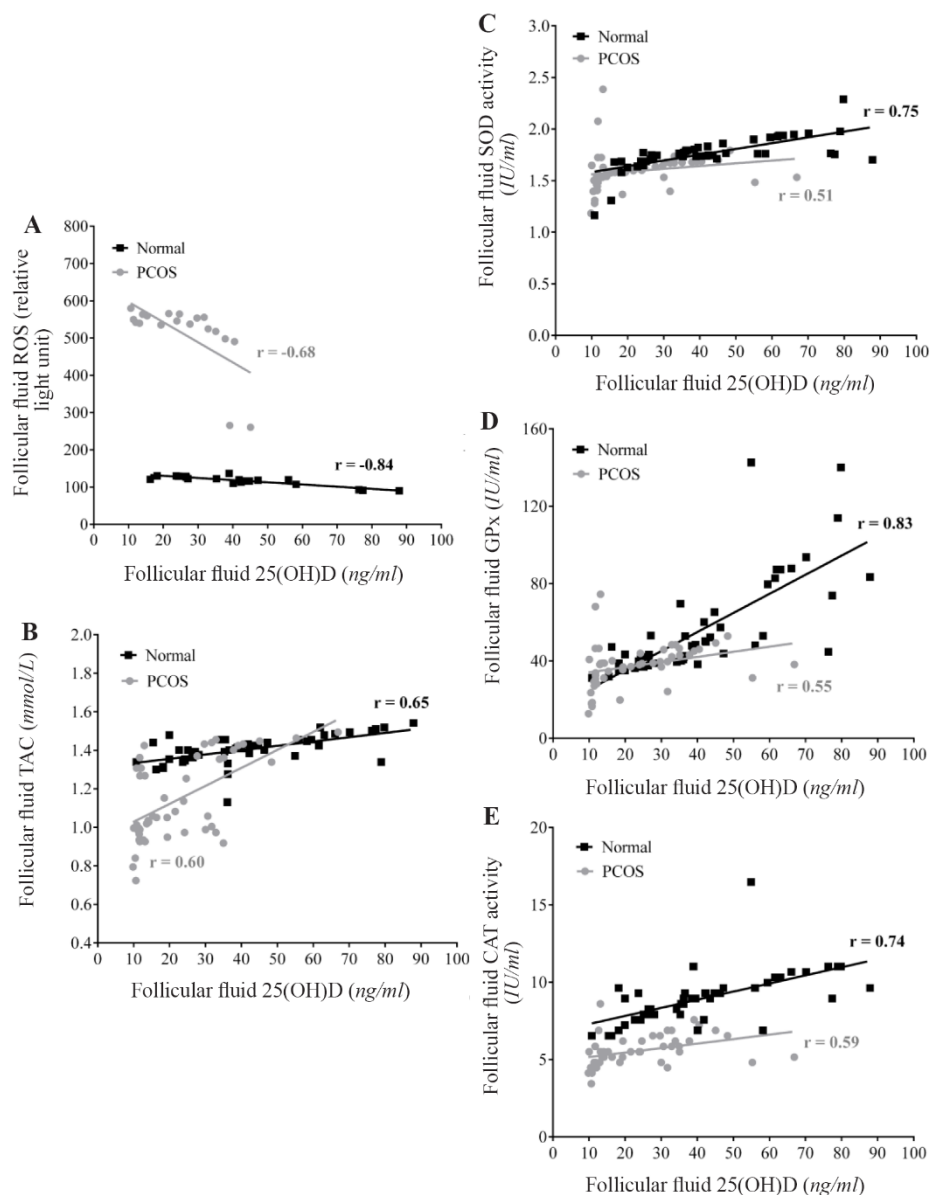 A
Follicular fluid ROS (relative
light unit)
800
700
600
500
400
300
200
100
0
Normal
PCOS
r = -0.68
r = -0.84
0 10 20 30 40 50 60 70 80 90 100
Follicular fluid 25(OH)D (ng/ml)
B
Follicular fluid TAC (mmol/L)
2.0
1.8
1.6
1.4
1.2
1.0
0.8
0.6
0.4
Normal
PCOS
r = 0.65
r = 0.60
0 10 20 30 40 50 60 70 80 90 100
Follicular fluid 25(OH)D (ng/ml)
C
Follicular fluid SOD activity
(IU/ml)
3.0
2.5
2.0
1.5
1.0
0.5
0.0
Normal
PCOS
r = 0.75
r = 0.51
0 10 20 30 40 50 60 70 80 90 100
Follicular fluid 25(OH)D (ng/ml)
D
Follicular fluid GPx (IU/ml)
160
120
80
40
0
Normal
PCOS
r = 0.83
r = 0.55
0 10 20 30 40 50 60 70 80 90 100
Follicular fluid 25(OH)D (ng/ml)
E
Follicular fluid CAT activity
(IU/ml)
20
15
10
5
0
Normal
PCOS
r = 0.74
r = 0.59
0 10 20 30 40 50 60 70 80 90 100
Follicular fluid 25(OH)D (ng/ml)